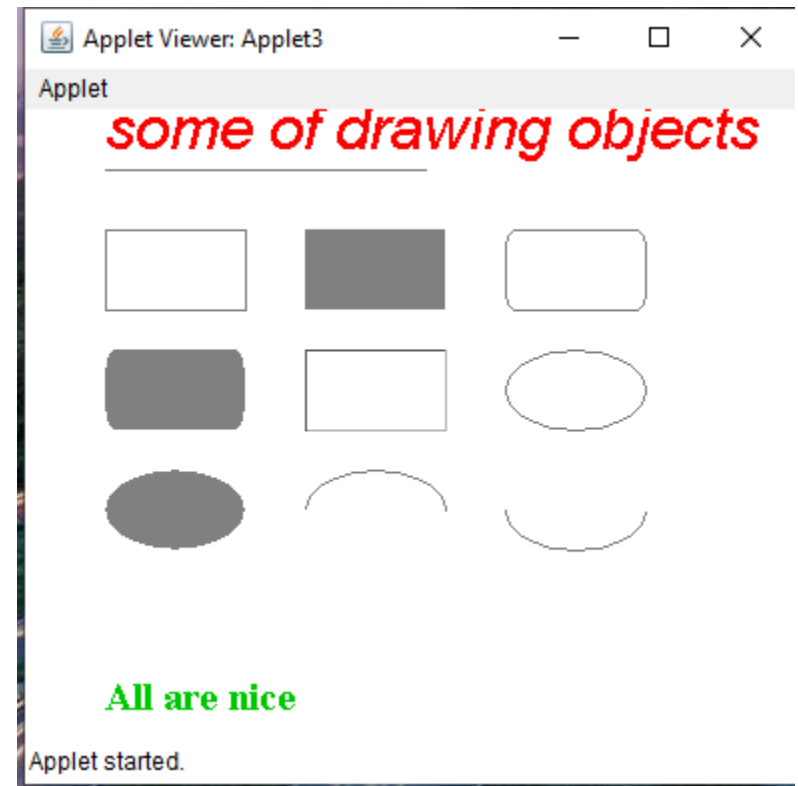 Applet Viewer: Applet3
Applet
some of drawing objects
All are nice
Applet started.